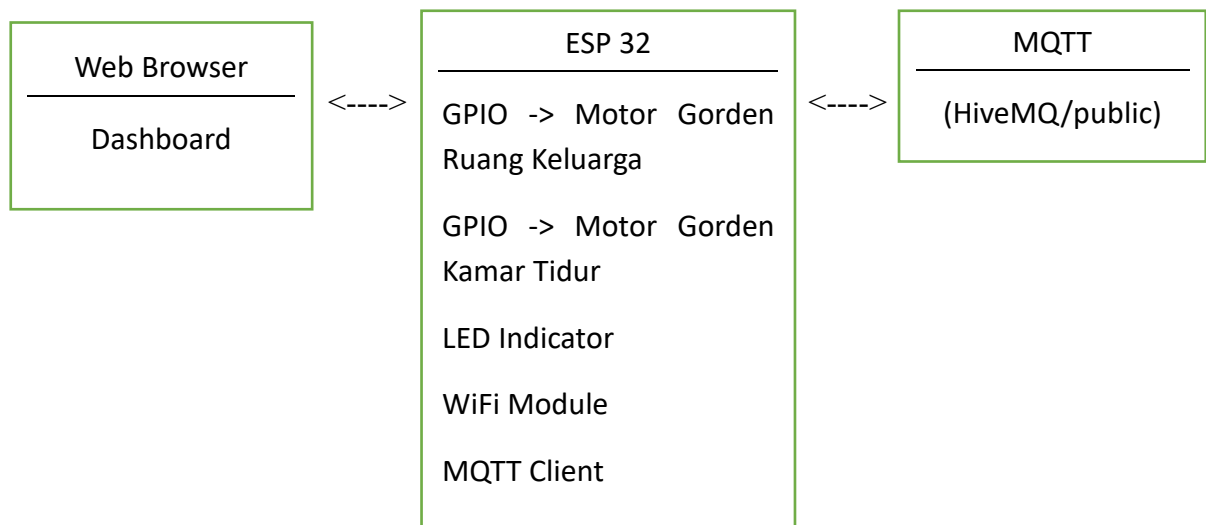 Web Browser
Dashboard
<---->
ESP 32
GPIO -> Motor Gorden
Ruang Keluarga
GPIO -> Motor Gorden
Kamar Tidur
LED Indicator
WiFi Module
MQTT Client
<---->
MQTT
(HiveMQ/public)